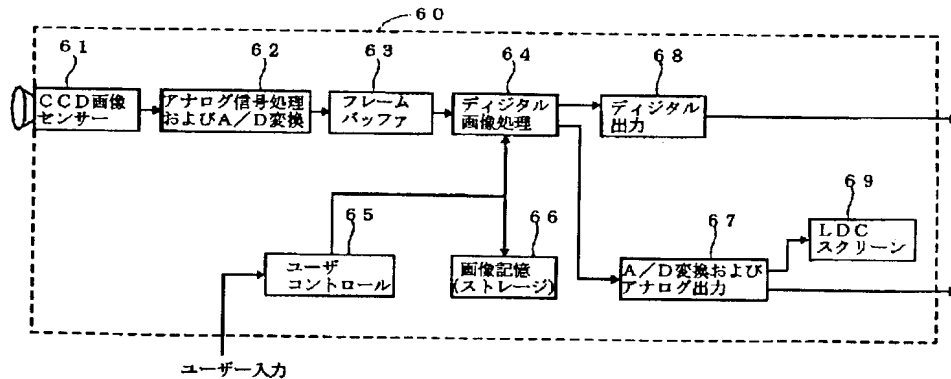 60
61
62
63
64
68
CCD画像
センサー
アナログ信号処理
およびA/D変換
フレーム
バッファ
ディジタル
画像処理
ディジタル
出力
65
66
67
69
ユーザ
コントロール
画像記憶
(ストレージ)
A/D変換および
アナログ出力
LDC
スクリーン
ユーザー入力